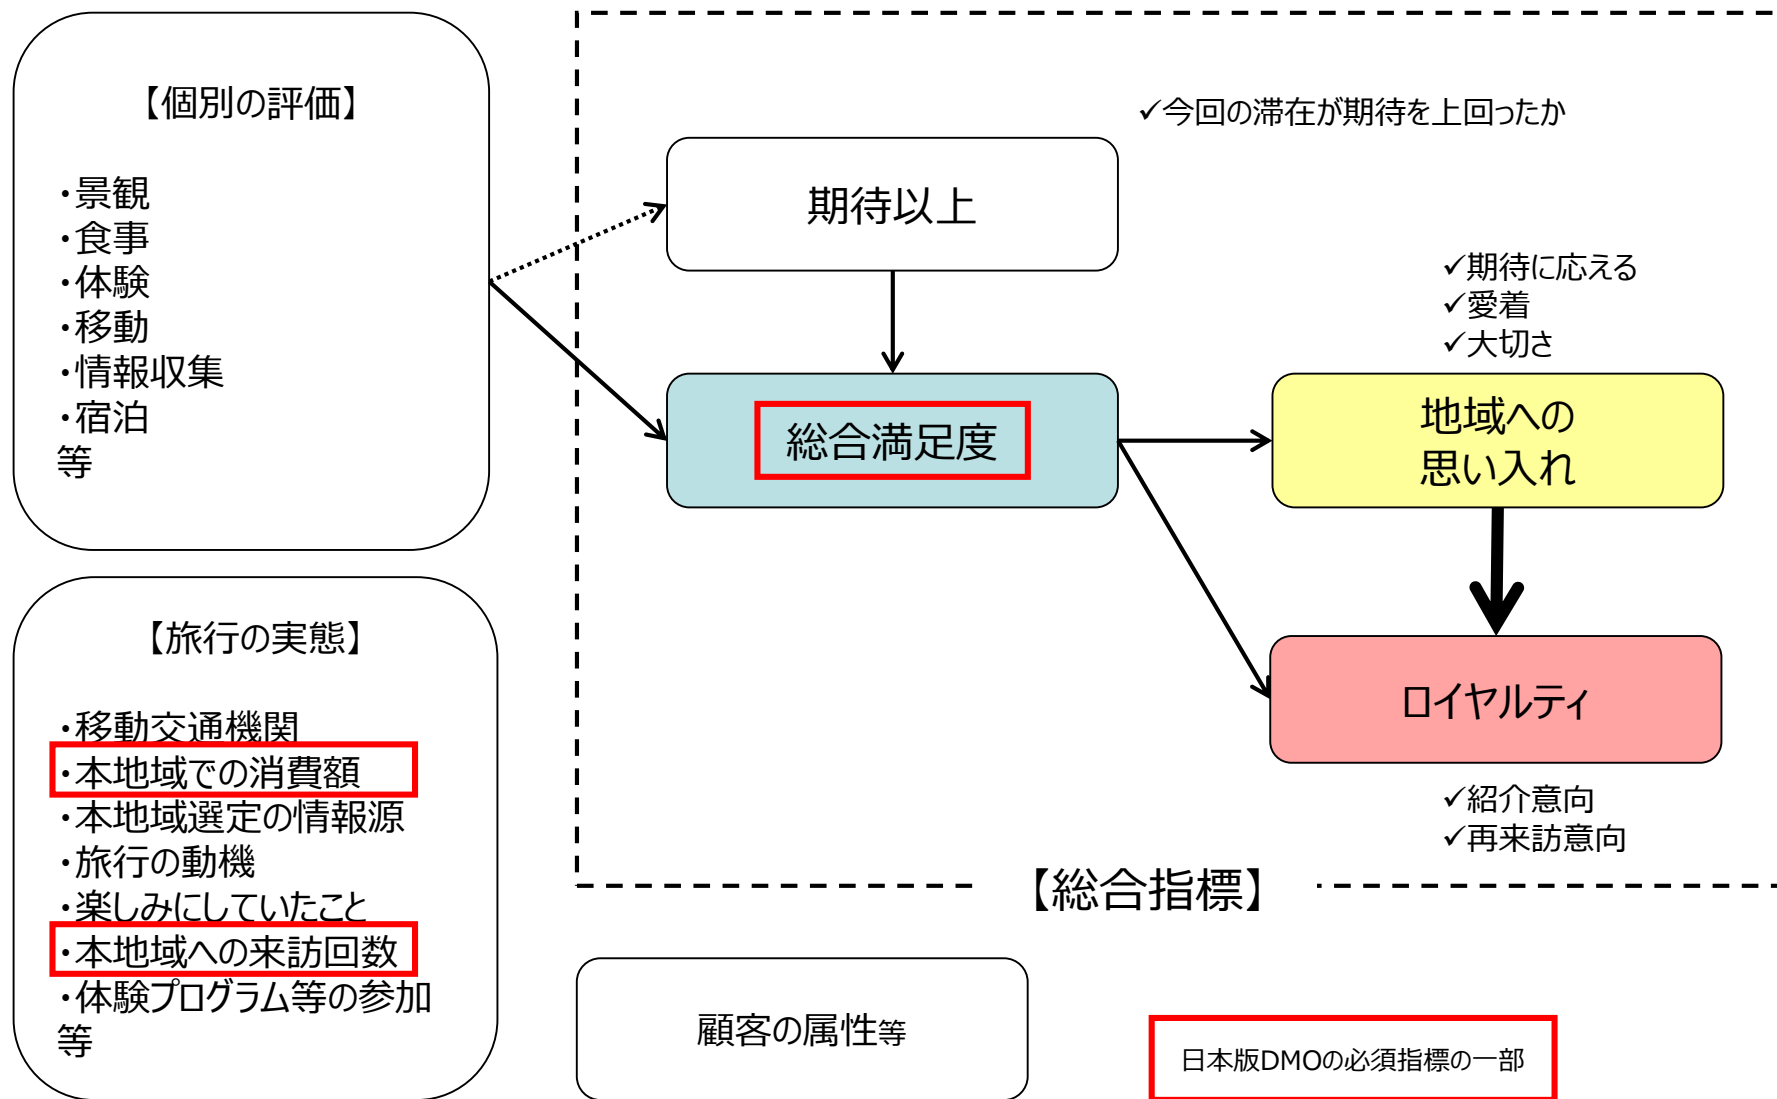 【個別の評価】
・景観
・食事
・体験
・移動
・情報収集
・宿泊
等
【旅行の実態】
・移動交通機関
・本地域での消費額
・本地域選定の情報源
・旅行の動機
・楽しみにしていたこと
・本地域への来訪回数
・体験プログラム等の参加
等
✓今回の滞在が期待を上回ったか
期待以上
✓期待に応える
✓愛着
✓大切さ
総合満足度
地域への
思い入れ
ロイヤルティ
✓紹介意向
✓再来訪意向
【総合指標】
顧客の属性等
日本版DMOの必須指標の一部